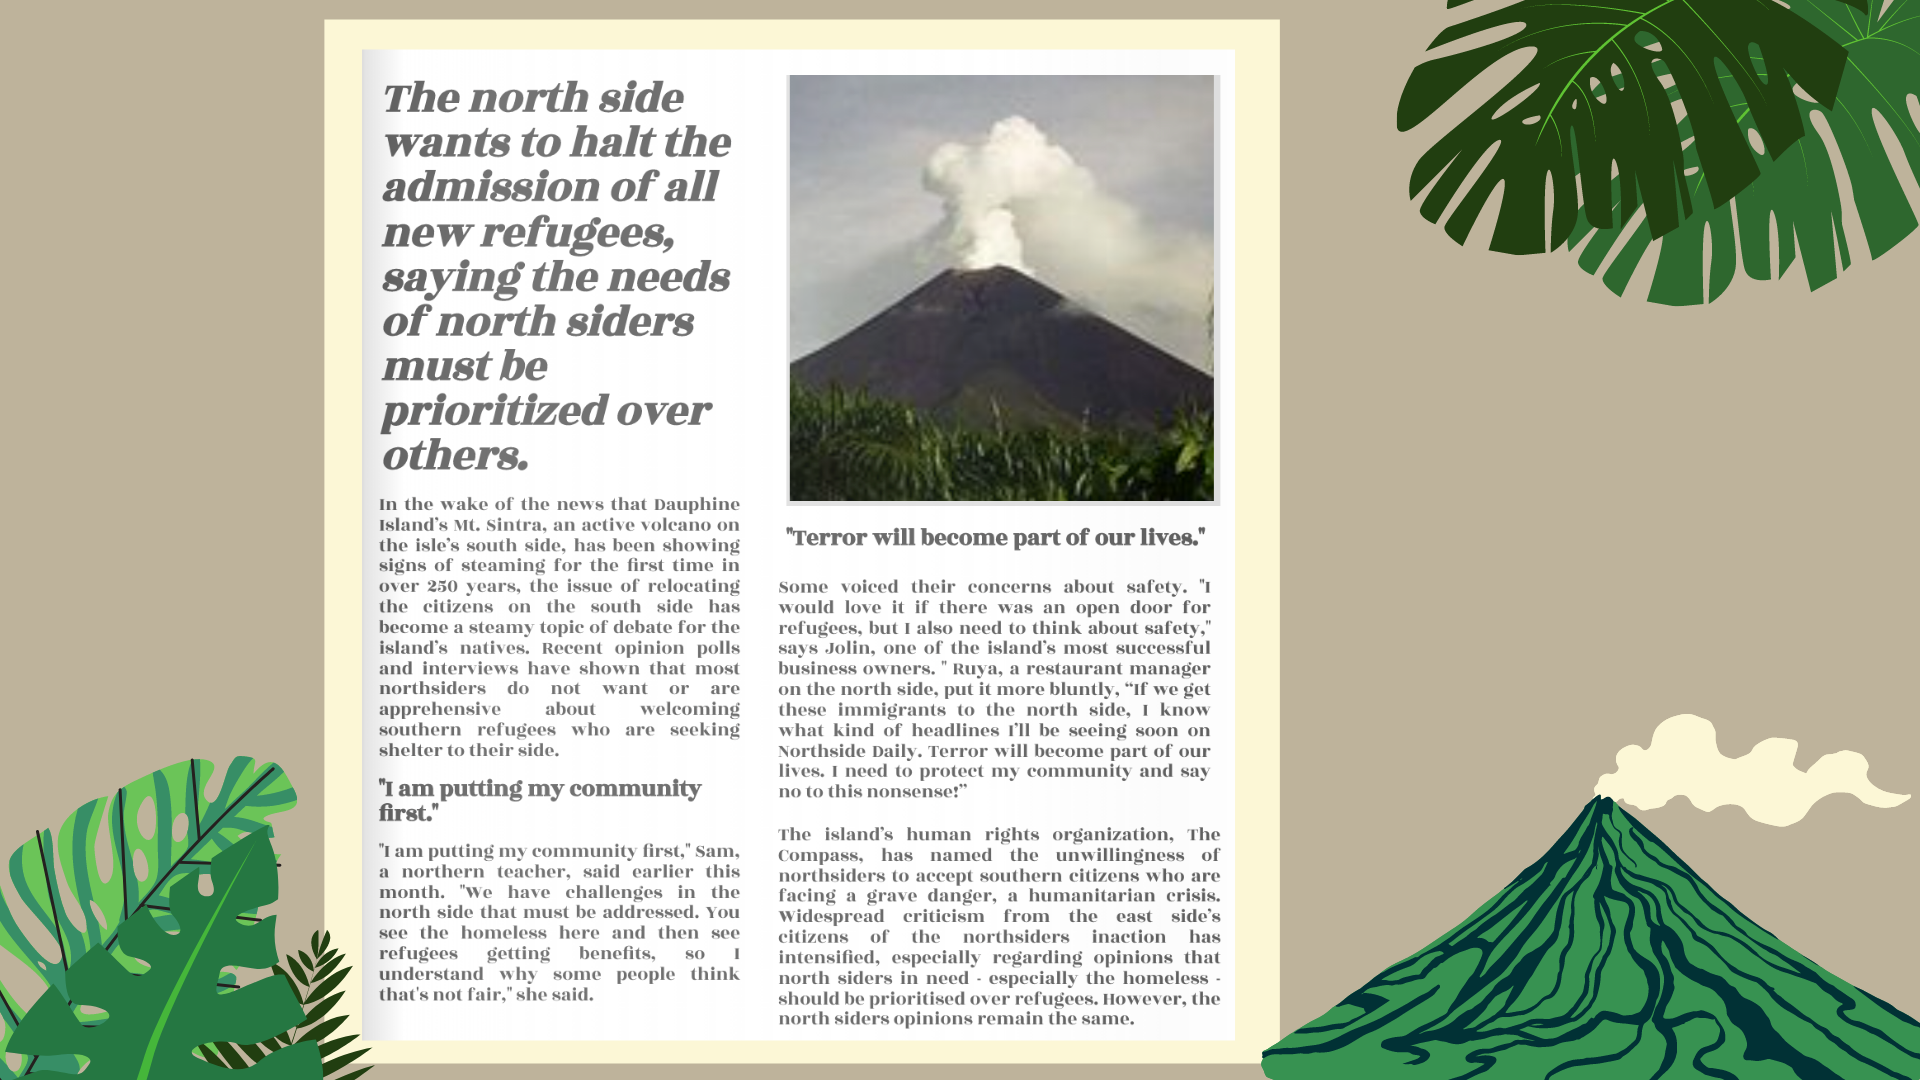 The north side
wants to halt the
admission of all
new refugees,
saying the needs
of north siders
must be
prioritized over
others.
In the wake of the news that Dauphine
Island's Mt. Sintra, an active volcano on
the isle's south side, has been showing
signs of steaming for the first time in
over 250 years, the issue of relocating
the citizens on the south side has
become a steamy topic of debate for the
island's natives. Recent opinion polls
and interviews have shown that most
northsiders do not want or are
apprehensive about welcoming
southern refugees who are seeking
shelter to their side.
"I am putting my community
first."
"I am putting my community first," Sam,
a northern teacher, said earlier this
month. "We have challenges in the
north side that must be addressed. You
see the homeless here and then see
refugees getting benefits, so I
understand why some people think
that's not fair," she said.
"Terror will become part of our lives."
Some voiced their concerns about safety. "I
would love it if there was an open door for
refugees, but I also need to think about safety,"
says Jolin, one of the island's most successful
business owners. " Ruya, a restaurant manager
on the north side, put it more bluntly, “If we get
these immigrants to the north side, I know
what kind of headlines I'll be seeing soon on
Northside Daily. Terror will become part of our
lives. I need to protect my community and say
no to this nonsense!”
The island's human rights organization, The
Compass, has named the unwillingness of
northsiders to accept southern citizens who are
facing a grave danger, a humanitarian crisis.
Widespread criticism from the east side's
citizens of the northsiders inaction has
intensified, especially regarding opinions that
north siders in need - especially the homeless -
should be prioritised over refugees. However, the
north siders opinions remain the same.